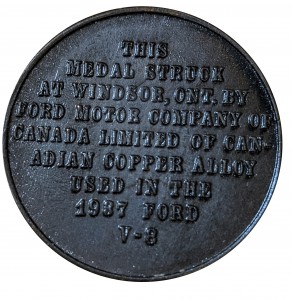 THIS
MEDAL STRUCK
AT WINDSOR, ONT. BY
FORD MOTOR COMPANY OF
CANADA LIMITED OF CAN-
ADIAN COPPER ALLOY
USED IN THE
1937 FORD
V-8